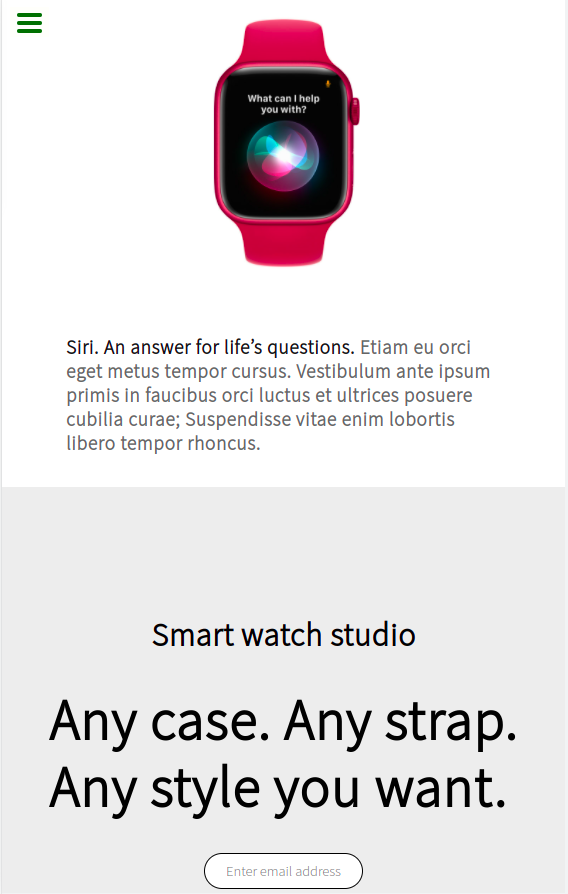 What can I help
you with?
Siri. An answer for life’s questions. Etiam eu orci
eget metus tempor cursus. Vestibulum ante ipsum
primis in faucibus orci luctus et ultrices posuere
cubilia curae; Suspendisse vitae enim lobortis
libero tempor rhoncus.
Smart watch studio
Any case. Any strap.
Any style you want.
Enter email address